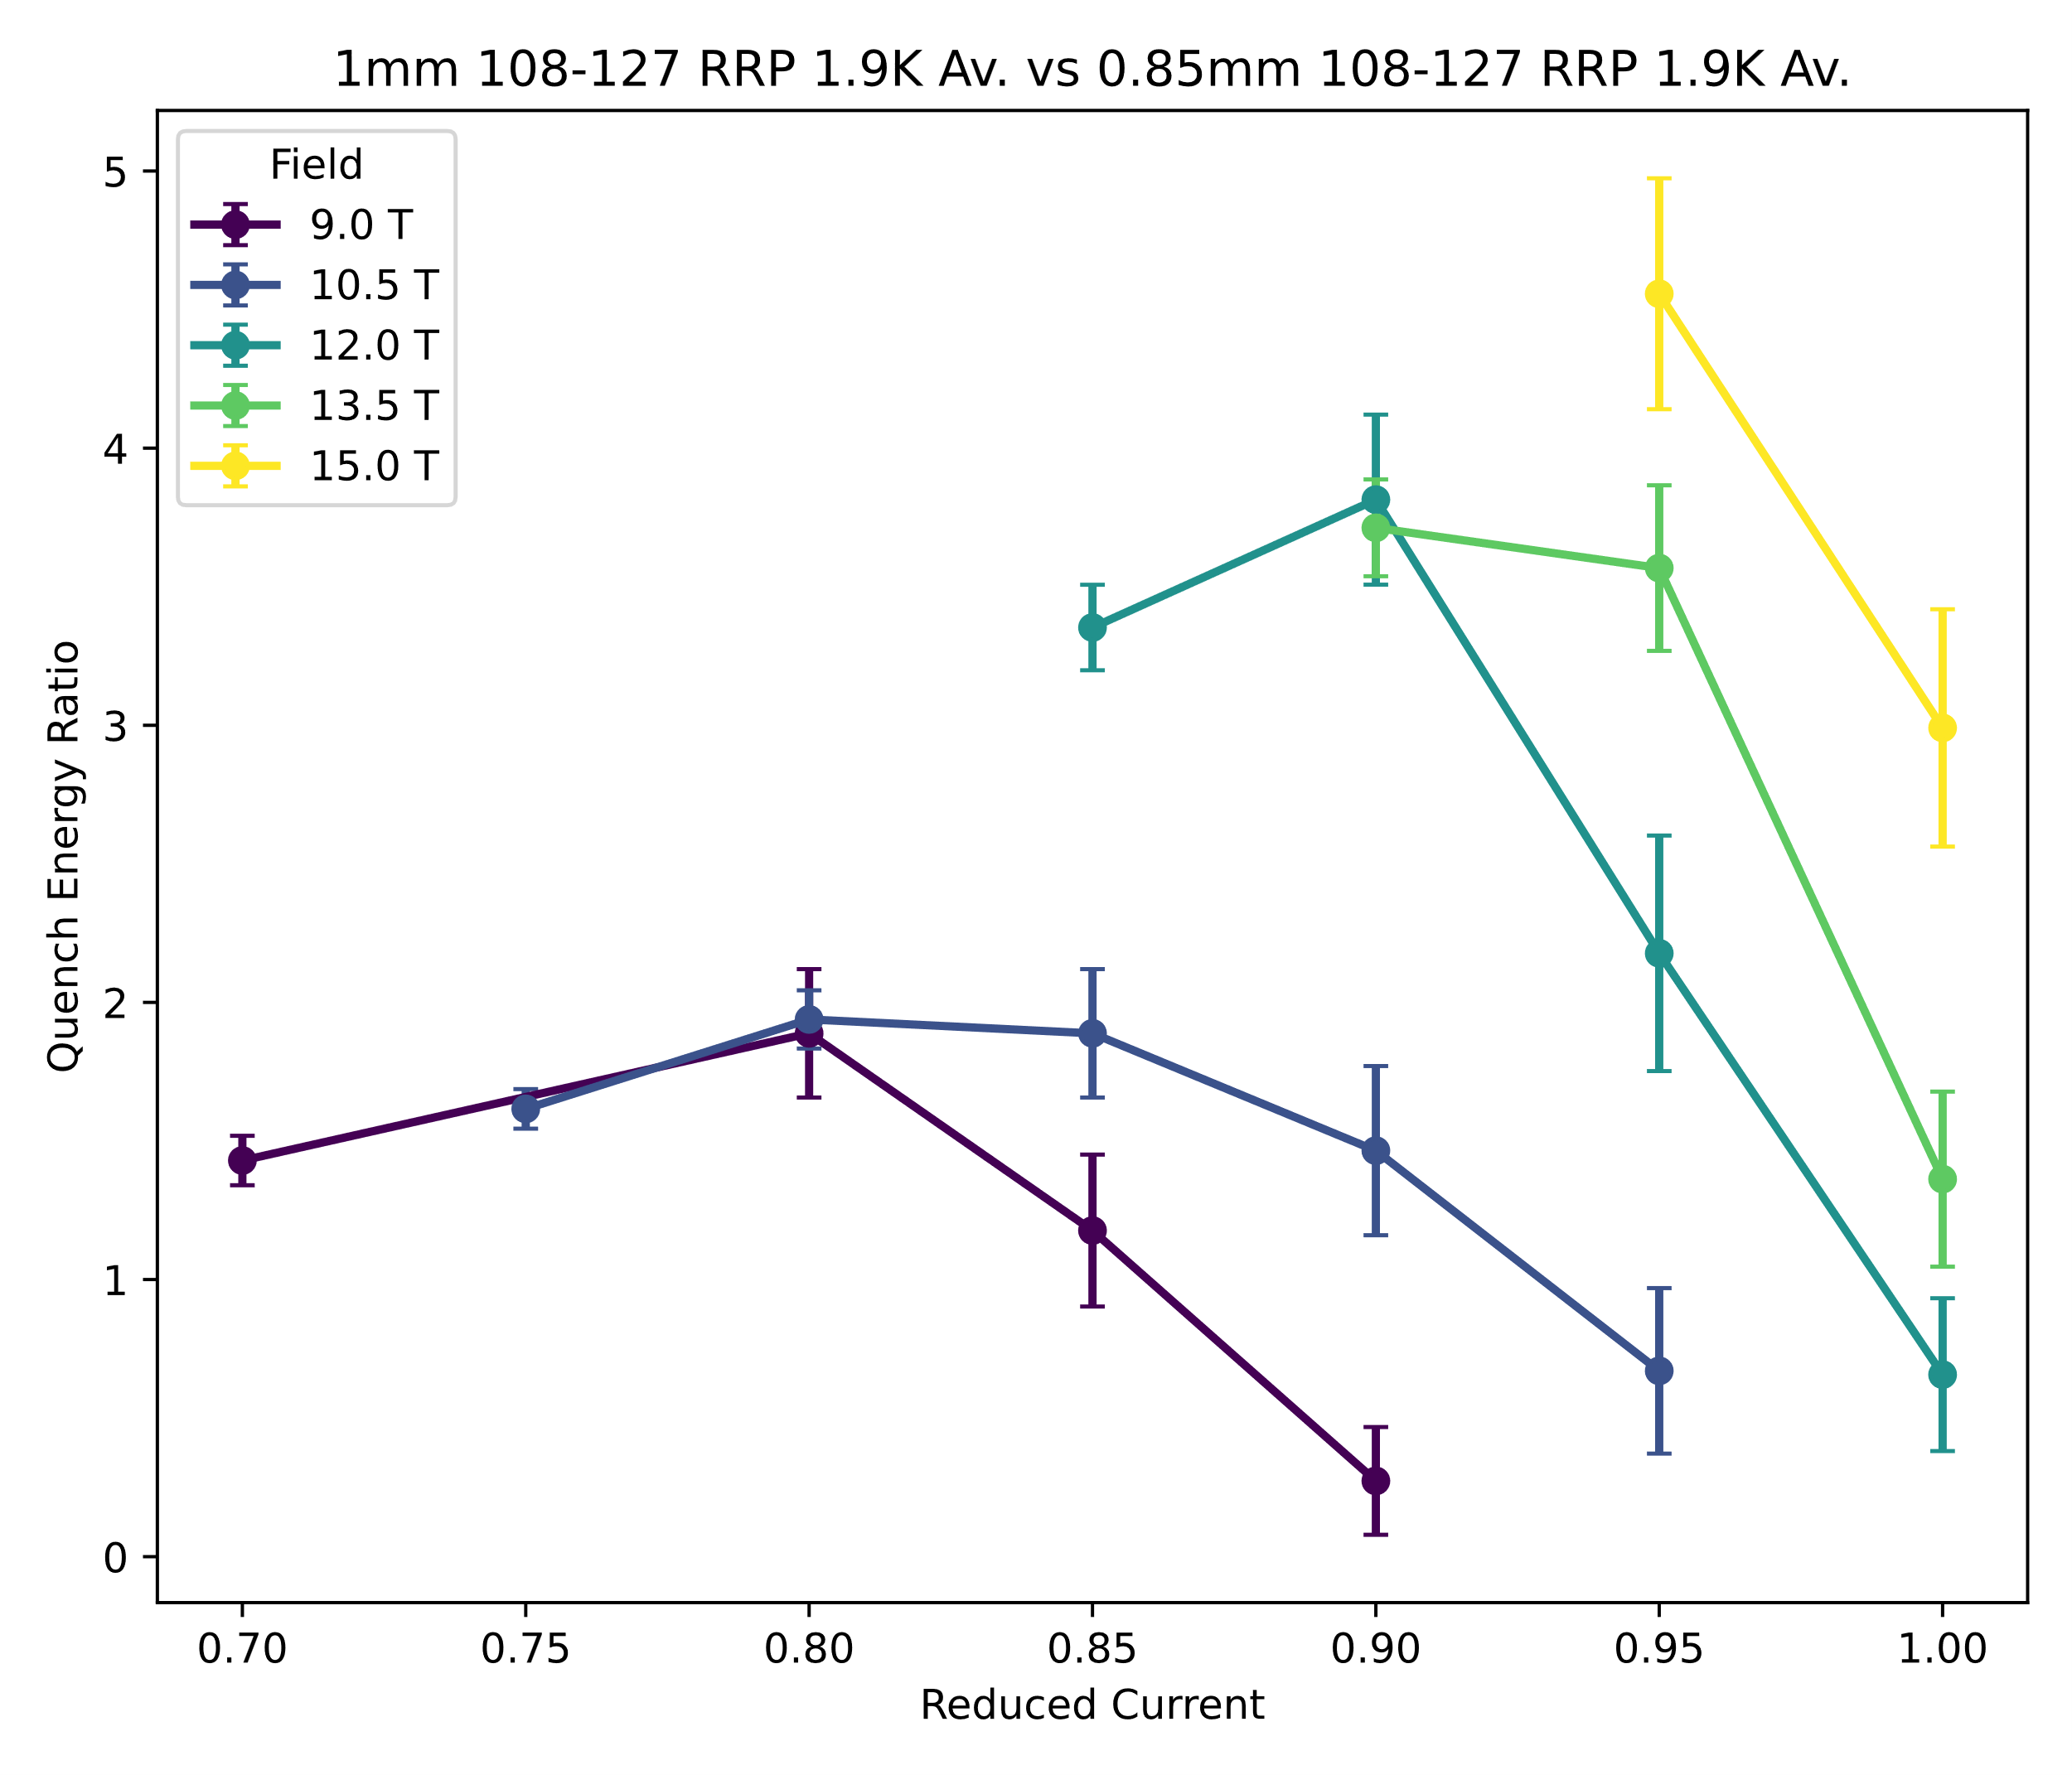 1mm 108-127 RRP 1.9K Av. vs 0.85mm 108-127 RRP 1.9K Av.
Field
9.0 T
10.5 T
12.0 T
13.5 T
15.0 T
Quench Energy Ratio
5
4
3
2
1
0
0.70 0.75 0.80 0.85 0.90 0.95 1.00
Reduced Current